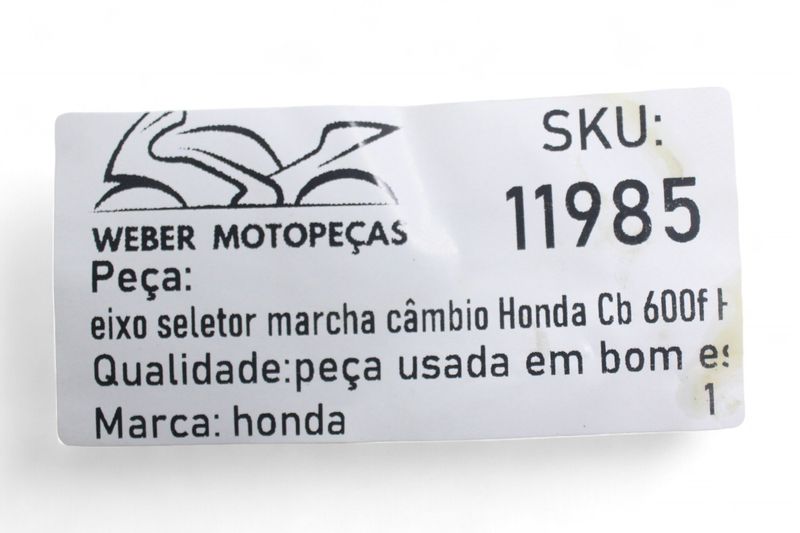 WEBER MOTOPEÇAS
SKU:
11985
Peça:
eixo seletor marcha câmbio Honda Cb 600f
Qualidade:peça usada em bom
1
Marca: honda